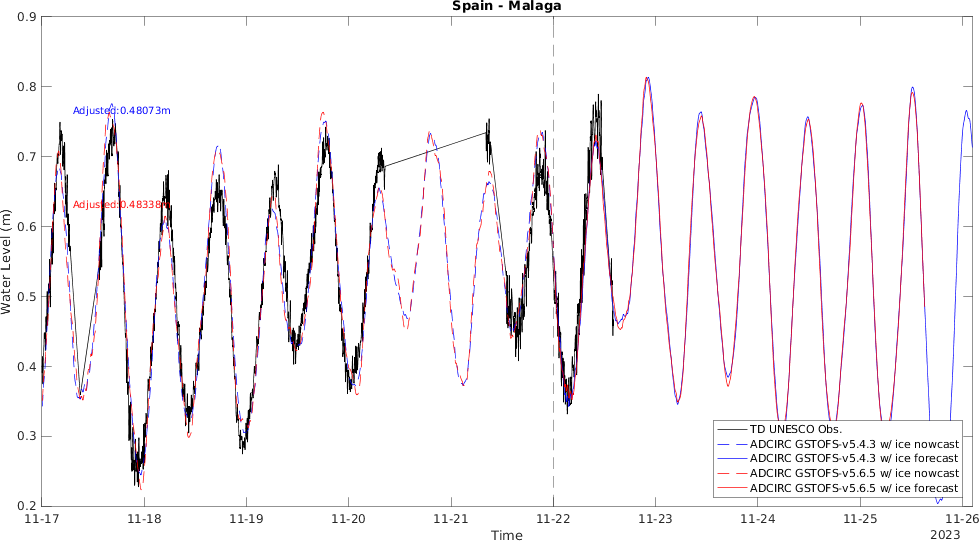 Spain - Malaga
0.9
0.8
0.7
0.6
0.5
0.4
0.3
0.2
Water Level (m)
Adjusted:0.48073m
Adjusted:0.48338m
TD UNESCO Obs.
ADCIRC GSTOFS-v5.4.3 w/ ice nowcast
ADCIRC GSTOFS-v5.4.3 w/ ice forecast
ADCIRC GSTOFS-v5.6.5 w/ ice nowcast
ADCIRC GSTOFS-v5.6.5 w/ ice forecast
11-17 11-18 11-19 11-20 11-21 11-22 11-23 11-24 11-25 11-26
2023
Time